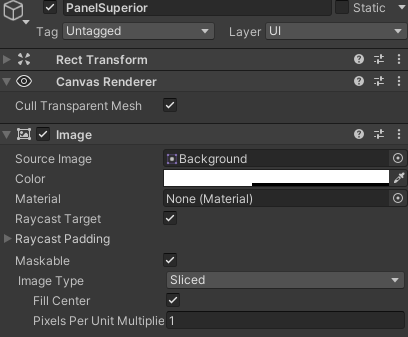 PanelSuperior Static
Tag Untagged Layer UI
Rect Transform
Canvas Renderer
Cull Transparent Mesh
Image
Source Image Background
Color
Material None (Material)
Raycast Target
Raycast Padding
Maskable
Image Type Sliced
Fill Center
Pixels Per Unit Multiplie 1